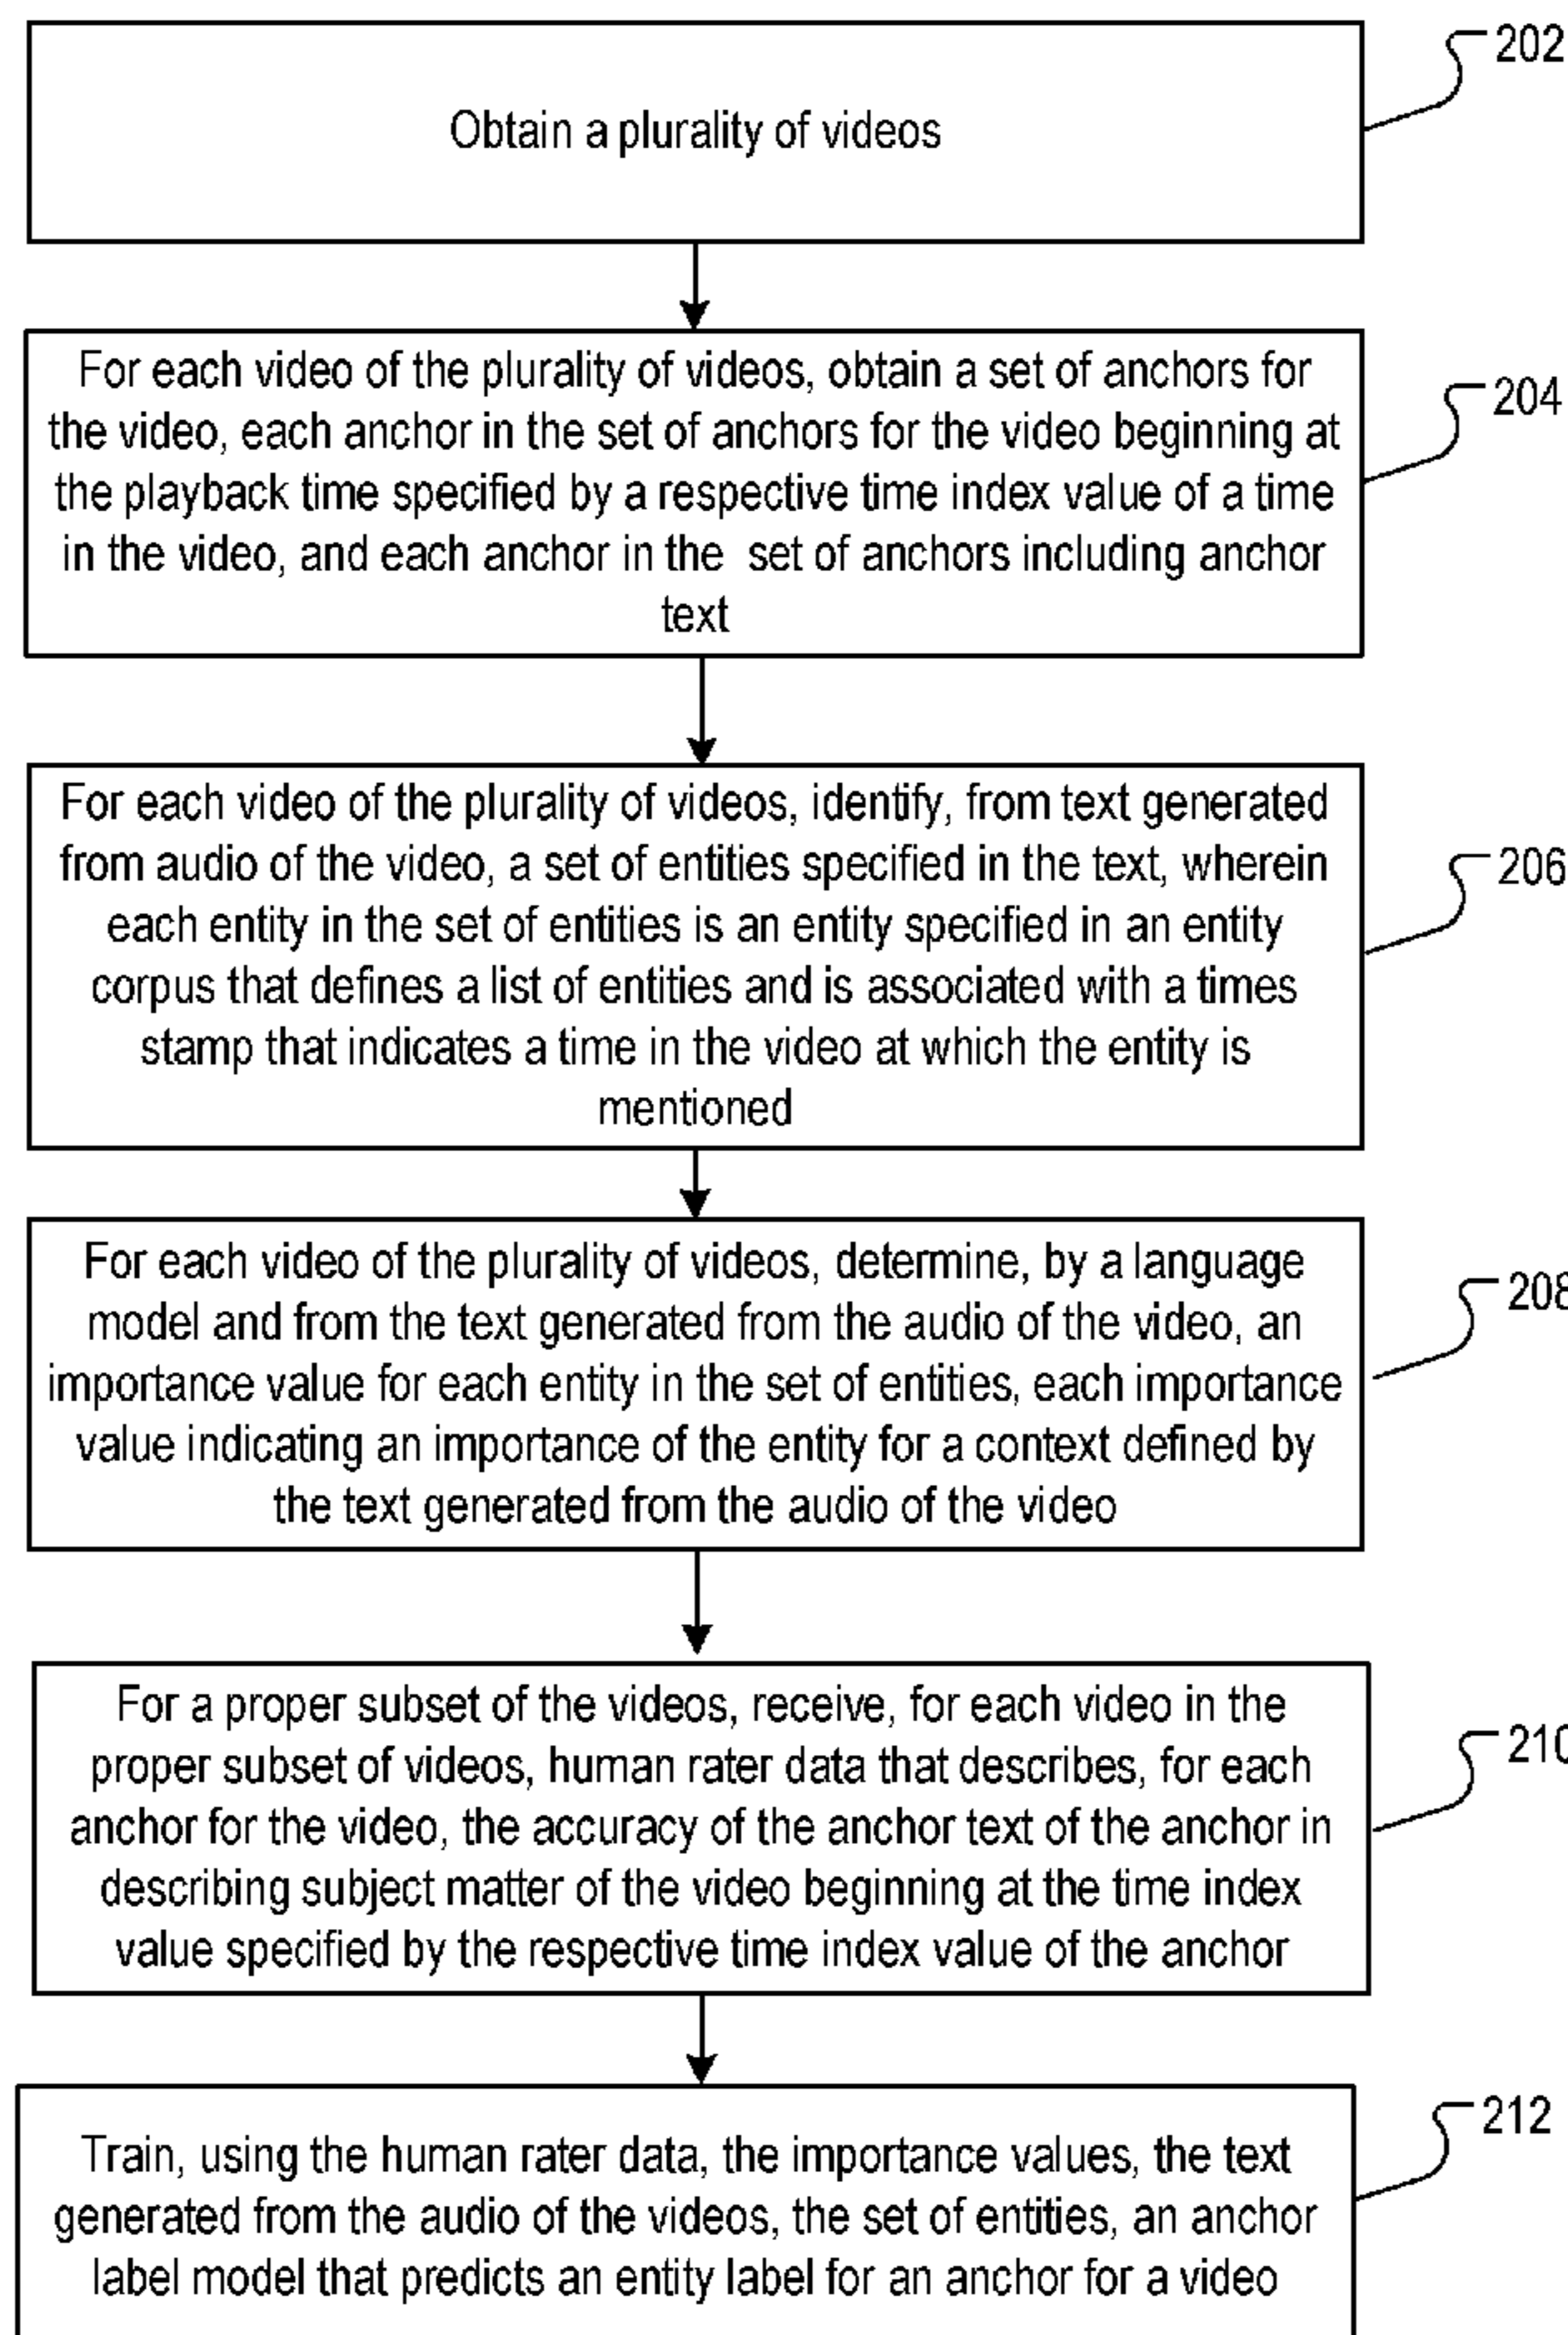 Obtain a plurality of videos
202
For each video of the plurality of videos, obtain a set of anchors for
the video, each anchor in the set of anchors for the video beginning at
the playback time specified by a respective time index value of a time
in the video, and each anchor in the set of anchors including anchor
text
204
For each video of the plurality of videos, identify, from text generated
from audio of the video, a set of entities specified in the text, wherein
each entity in the set of entities is an entity specified in an entity
corpus that defines a list of entities and is associated with a times
stamp that indicates a time in the video at which the entity is
mentioned
206
For each video of the plurality of videos, determine, by a language
model and from the text generated from the audio of the video, an
importance value for each entity in the set of entities, each importance
value indicating an importance of the entity for a context defined by
the text generated from the audio of the video
208
For a proper subset of the videos, receive, for each video in the
proper subset of videos, human rater data that describes, for each
anchor for the video, the accuracy of the anchor text of the anchor in
describing subject matter of the video beginning at the time index
value specified by the respective time index value of the anchor
210
Train, using the human rater data, the importance values, the text
generated from the audio of the videos, the set of entities, an anchor
label model that predicts an entity label for an anchor for a video
212